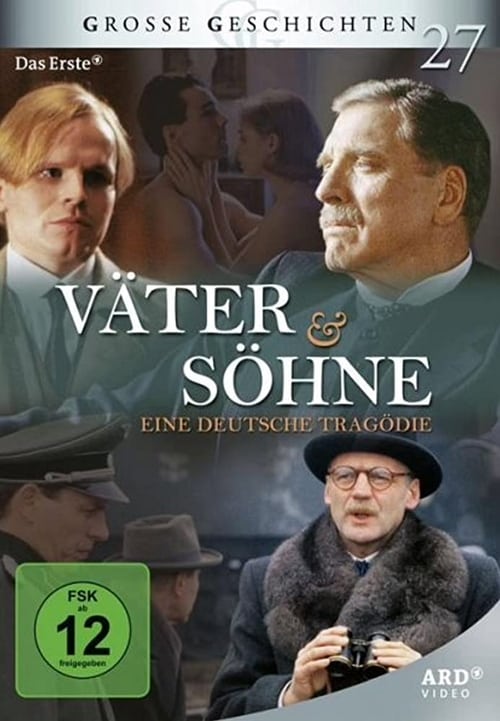 GROSSE GESCHICHTEN
27
Das Erste
VÄTER
&
SÖHNE
EINE DEUTSCHE TRAGÖDIE
FSK
ab
12
freigegeben
ARD
VIDEO